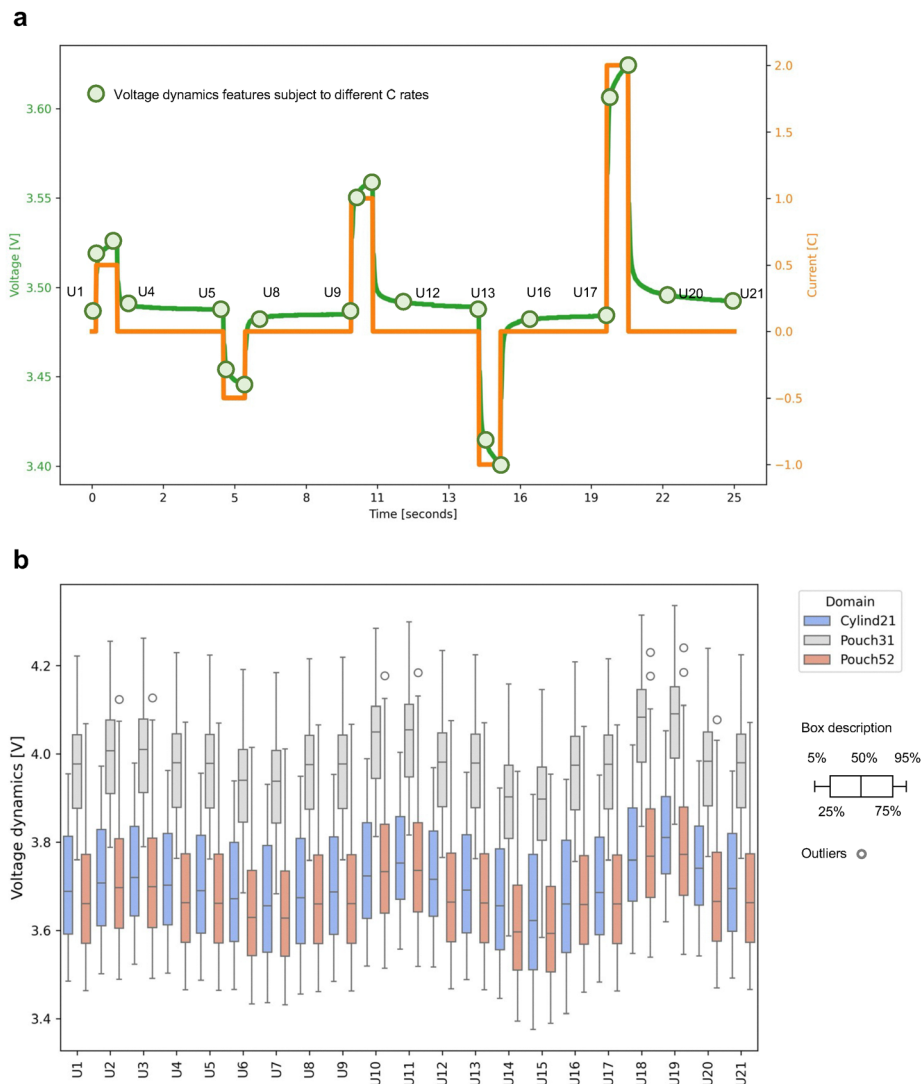 a
Voltage dynamics features subject to different C rates
3.60
3.55
3.50
3.45
3.40
Voltage [V]
2.0
1.5
1.0
0.5
0.0
−0.5
−1.0
Current [C]
U1 U4 U5 U8 U9 U12 U13 U16 U17 U20 U21
0 2 5 8 11 13 16 19 22 25
Time [seconds]
b
4.2
4.0
3.8
3.6
3.4
Voltage dynamics [V]
U1 U2 U3 U4 U5 U6 U7 U8 U9 U10 U11 U12 U13 U14 U15 U16 U17 U18 U19 U20 U21
Domain
Cylind21
Pouch31
Pouch52
Box description
5% 50% 95%
25% 75%
Outliers